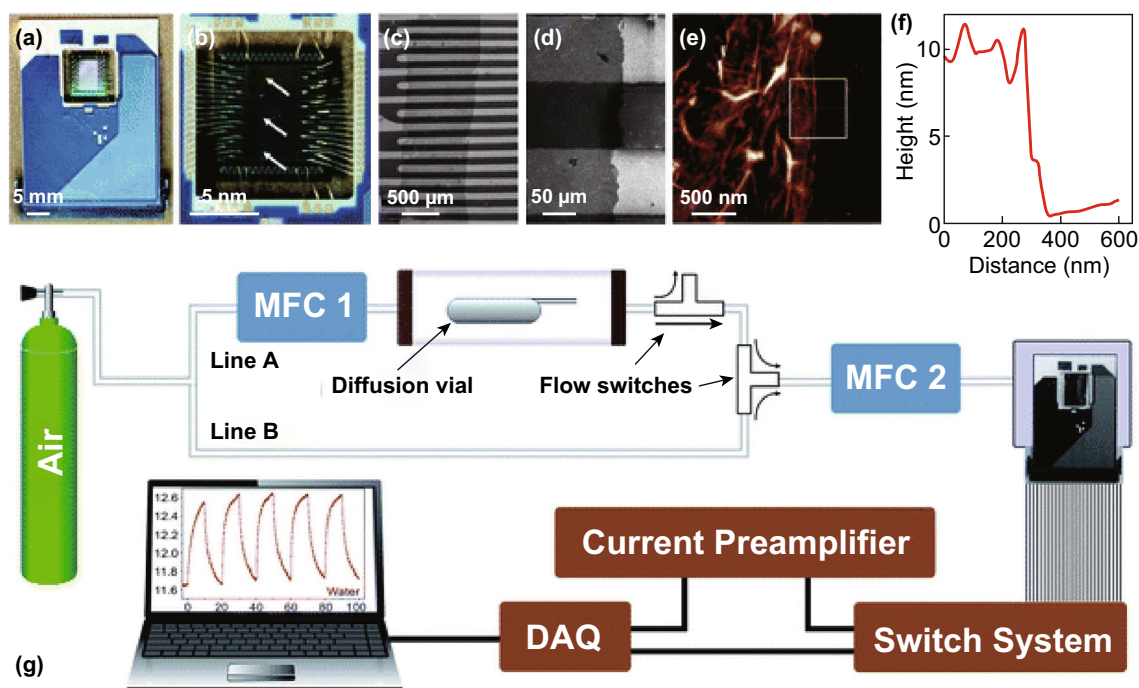 (a)
5 mm
(b)
5 nm
(c)
500 µm
(d)
50 µm
(e)
500 nm
(f)
10
5
0
Height (nm)
0 200 400 600
Distance (nm)
Air
MFC 1
Line A
Diffusion vial
Flow switches
MFC 2
Line B
12.6
12.4
12.2
12.0
11.8
11.6
Water
0 20 40 60 80 100
Current Preamplifier
DAQ
Switch System
(g)